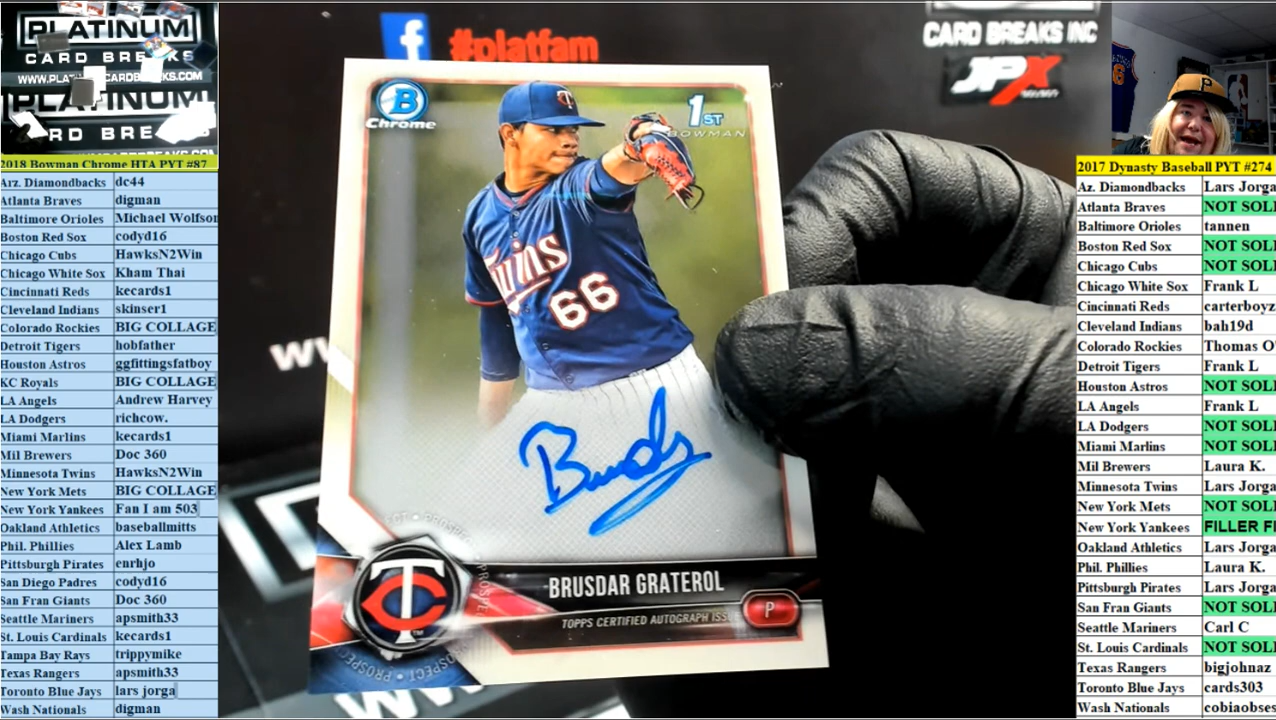 PLATINUM
CARD BREAKS
PLATINUM
2018 Bowman Chrome HTA PYT #87
Arz. Diamondbacks dc44
Atlanta Braves digman
Baltimore Orioles Michael Wolfson
Boston Red Sox codyd16
Chicago Cubs HawksN2Win
Chicago White Sox Kham Thai
Cincinnati Reds kecards1
Cleveland Indians skinser1
Colorado Rockies BIG COLLAGE
Detroit Tigers hobfather
Houston Astros ggfittingsfatboy
KC Royals BIG COLLAGE
LA Angels Andrew Harvey
LA Dodgers richcow.
Miami Marlins kecards1
Mil Brewers Doc 360
Minnesota Twins HawksN2Win
New York Mets BIG COLLAGE
New York Yankees Fan I am 503
Oakland Athletics baseballmitts
Phil. Phillies Alex Lamb
Pittsburgh Pirates enrhjo
San Diego Padres codyd16
San Fran Giants Doc 360
Seattle Mariners apsmith33
St. Louis Cardinals kecards1
Tampa Bay Rays trippymike
Texas Rangers apsmith33
Toronto Blue Jays lars jorga
Wash Nationals digman
f #platfam
CARD BREAKS INC
JPX
B
Chrome
1ST
BOWMAN
Twins
66
Brusds
PROSPECT
TC
BRUSDAR GRATEROL
TOPPS CERTIFIED AUTOGRAPH ISSU
P
2017 Dynasty Baseball PYT #274
Az. Diamondbacks Lars Jorga
Atlanta Braves NOT SOL
Baltimore Orioles tannen
Boston Red Sox NOT SOL
Chicago Cubs NOT SOL
Chicago White Sox Frank L
Cincinnati Reds carterboyz
Cleveland Indians bah19d
Colorado Rockies Thomas O'
Detroit Tigers Frank L
Houston Astros NOT SOL
LA Angels Frank L
LA Dodgers NOT SOL
Miami Marlins NOT SOL
Mil Brewers Laura K.
Minnesota Twins Lars Jorga
New York Mets NOT SOL
New York Yankees FILLER F
Oakland Athletics Lars Jorga
Phil. Phillies Laura K.
Pittsburgh Pirates Lars Jorga
San Fran Giants NOT SOL
Seattle Mariners Carl C
St. Louis Cardinals NOT SOL
Texas Rangers bigjohnaz
Toronto Blue Jays cards303
Wash Nationals cobiaobses